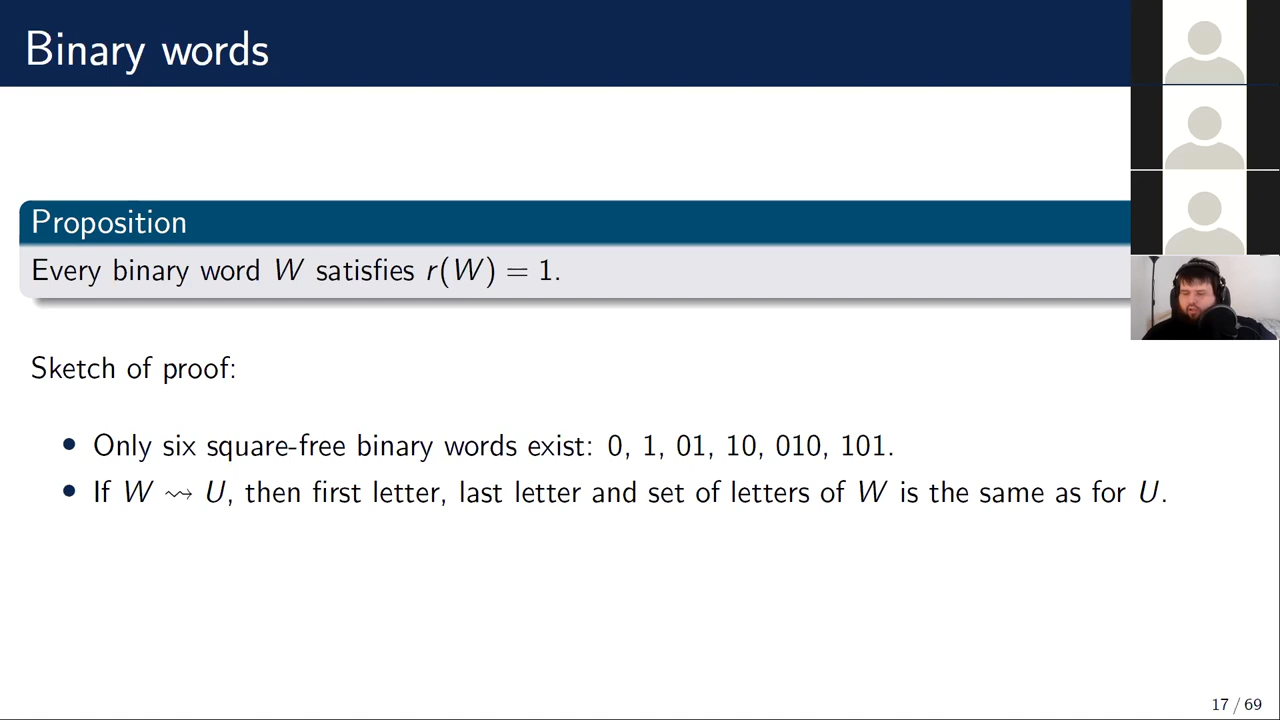 Binary words
Proposition
Every binary word W satisfies r(W) = 1.
Sketch of proof:
• Only six square-free binary words exist: 0, 1, 01, 10, 010, 101.
• If W ⇝ U, then first letter, last letter and set of letters of W is the same as for U.
17 / 69